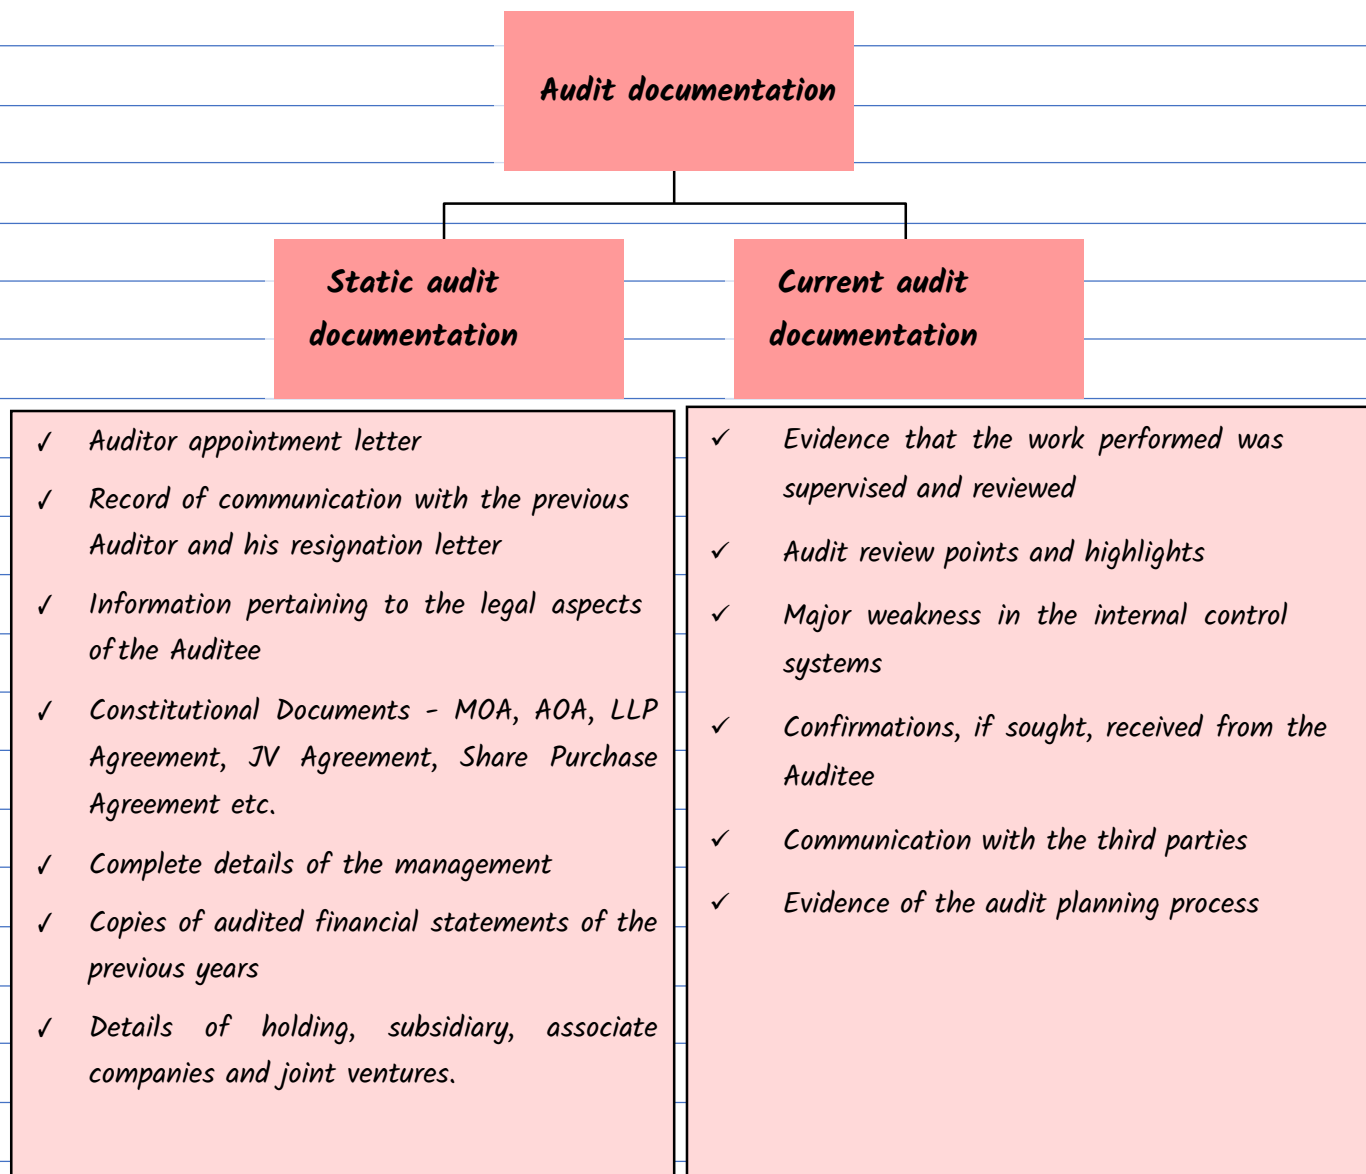 Audit documentation
Static audit
documentation
Current audit
documentation
✓ Auditor appointment letter
✓ Record of communication with the previous
Auditor and his resignation letter
✓ Information pertaining to the legal aspects
of the Auditee
✓ Constitutional Documents - MOA, AOA, LLP
Agreement, JV Agreement, Share Purchase
Agreement etc.
✓ Complete details of the management
✓ Copies of audited financial statements of the
previous years
✓ Details of holding, subsidiary, associate
companies and joint ventures.
✓ Evidence that the work performed was
supervised and reviewed
✓ Audit review points and highlights
✓ Major weakness in the internal control
systems
✓ Confirmations, if sought, received from the
Auditee
✓ Communication with the third parties
✓ Evidence of the audit planning process